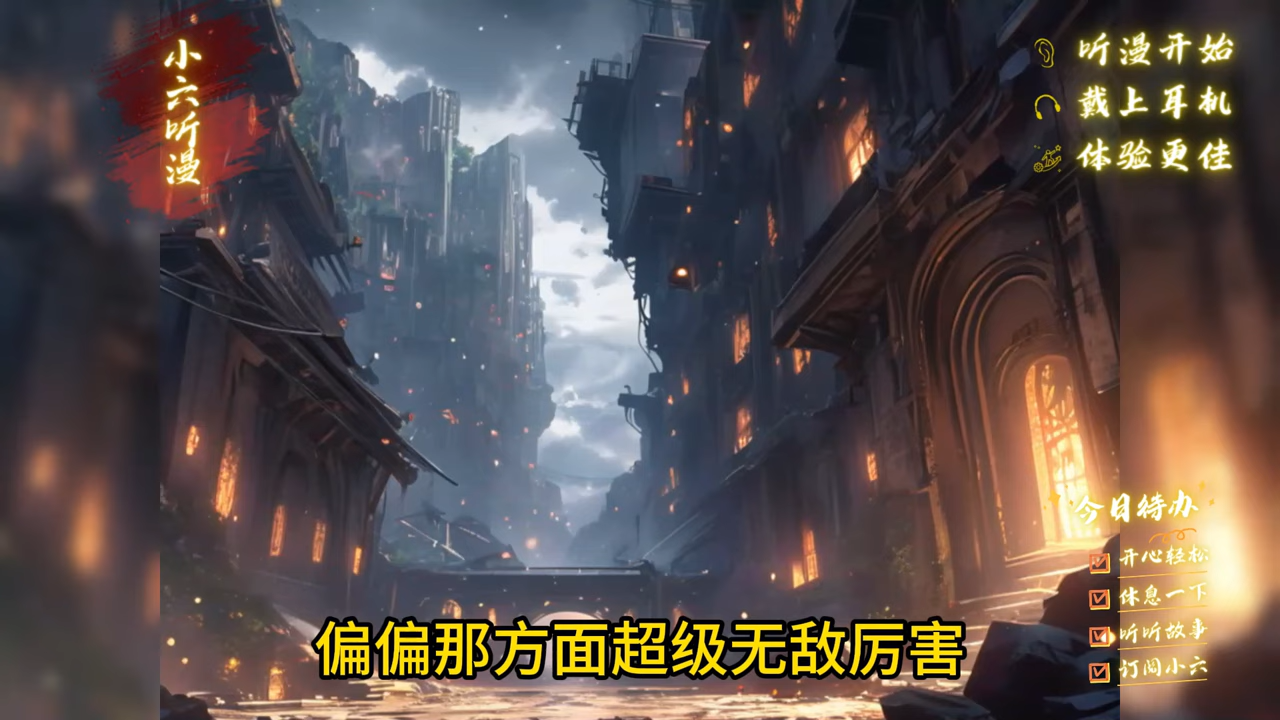 小六听漫
听漫开始
戴上耳机
体验更佳
今日待办
开心轻松
休息一下
听听故事
订阅小六
偏偏那方面超级无敌厉害